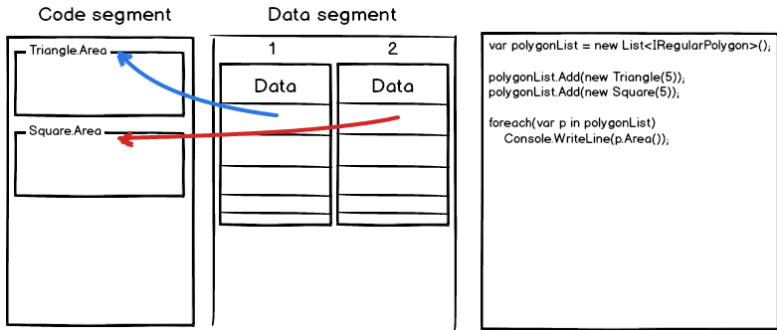 Code segment
Data segment
Triangle.Area
Square.Area
1
2
Data
Data
var polygonList = new List<IRegularPolygon>();
polygonList.Add(new Triangle(5));
polygonList.Add(new Square(5));
foreach(var p in polygonList)
Console.WriteLine(p.Area());